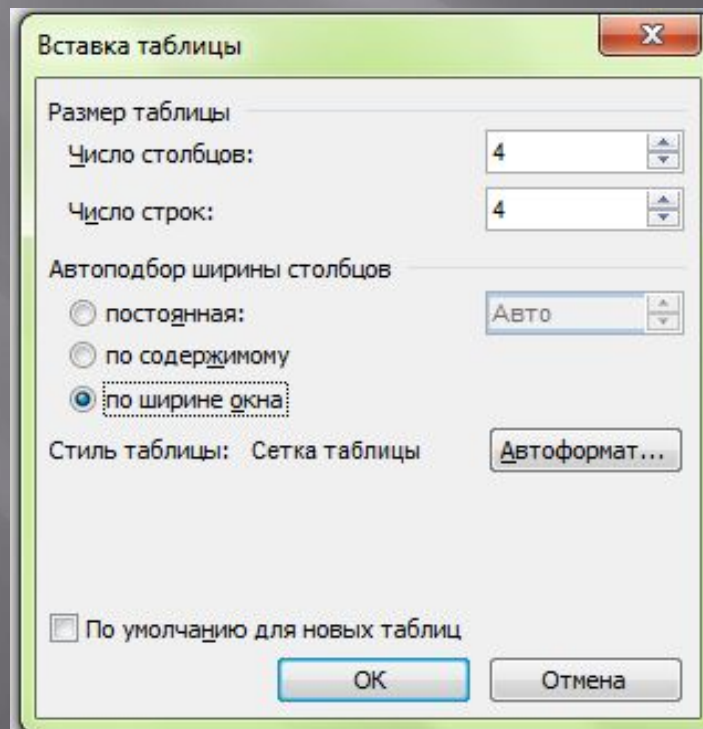 Вставка таблицы
Размер таблицы
Число столбцов: 4
Число строк: 4
Автоподбор ширины столбцов
постоянная: Авто
по содержимому
по ширине окна
Стиль таблицы: Сетка таблицы Автоформат...
По умолчанию для новых таблиц
ОК Отмена